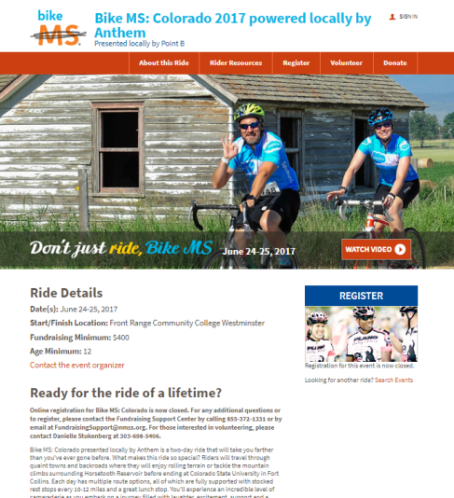 bike
MS.
Bike MS: Colorado 2017 powered locally by
Anthem
Presented locally by Point B
SIGN IN
About this Ride
Rider Resources
Register
Volunteer
Donate
Don't just ride, Bike MS
June 24-25, 2017
WATCH VIDEO
Ride Details
Date(s): June 24-25, 2017
Start/Finish Location: Front Range Community College Westminster
Fundraising Minimum: $400
Age Minimum: 12
Contact the event organizer
REGISTER
Registration for this event is now closed.
Looking for another ride? Search Events
Ready for the ride of a lifetime?
Online registration for Bike MS: Colorado is now closed. For any additional questions or
to register, please contact the Fundraising Support Center by calling 855-372-1331 or by
email at FundraisingSupport@nmss.org. For those interested in volunteering, please
contact Danielle Stukenberg at 303-698-5406.
Bike MS: Colorado presented locally by Anthem is a two-day ride that will take you farther
than you've ever gone before. What makes this ride so special? Riders will travel through
quaint towns and backroads where they will enjoy rolling terrain or tackle the mountain
climbs surrounding Horsetooth Reservoir before ending at Colorado State University in Fort
Collins. Each day has multiple route options, all of which are fully supported with stocked
rest stops every 10-12 miles and a great lunch stop. You'll experience an incredible level of
camaraderie as you embark on a journey filled with laughter, excitement, support and a